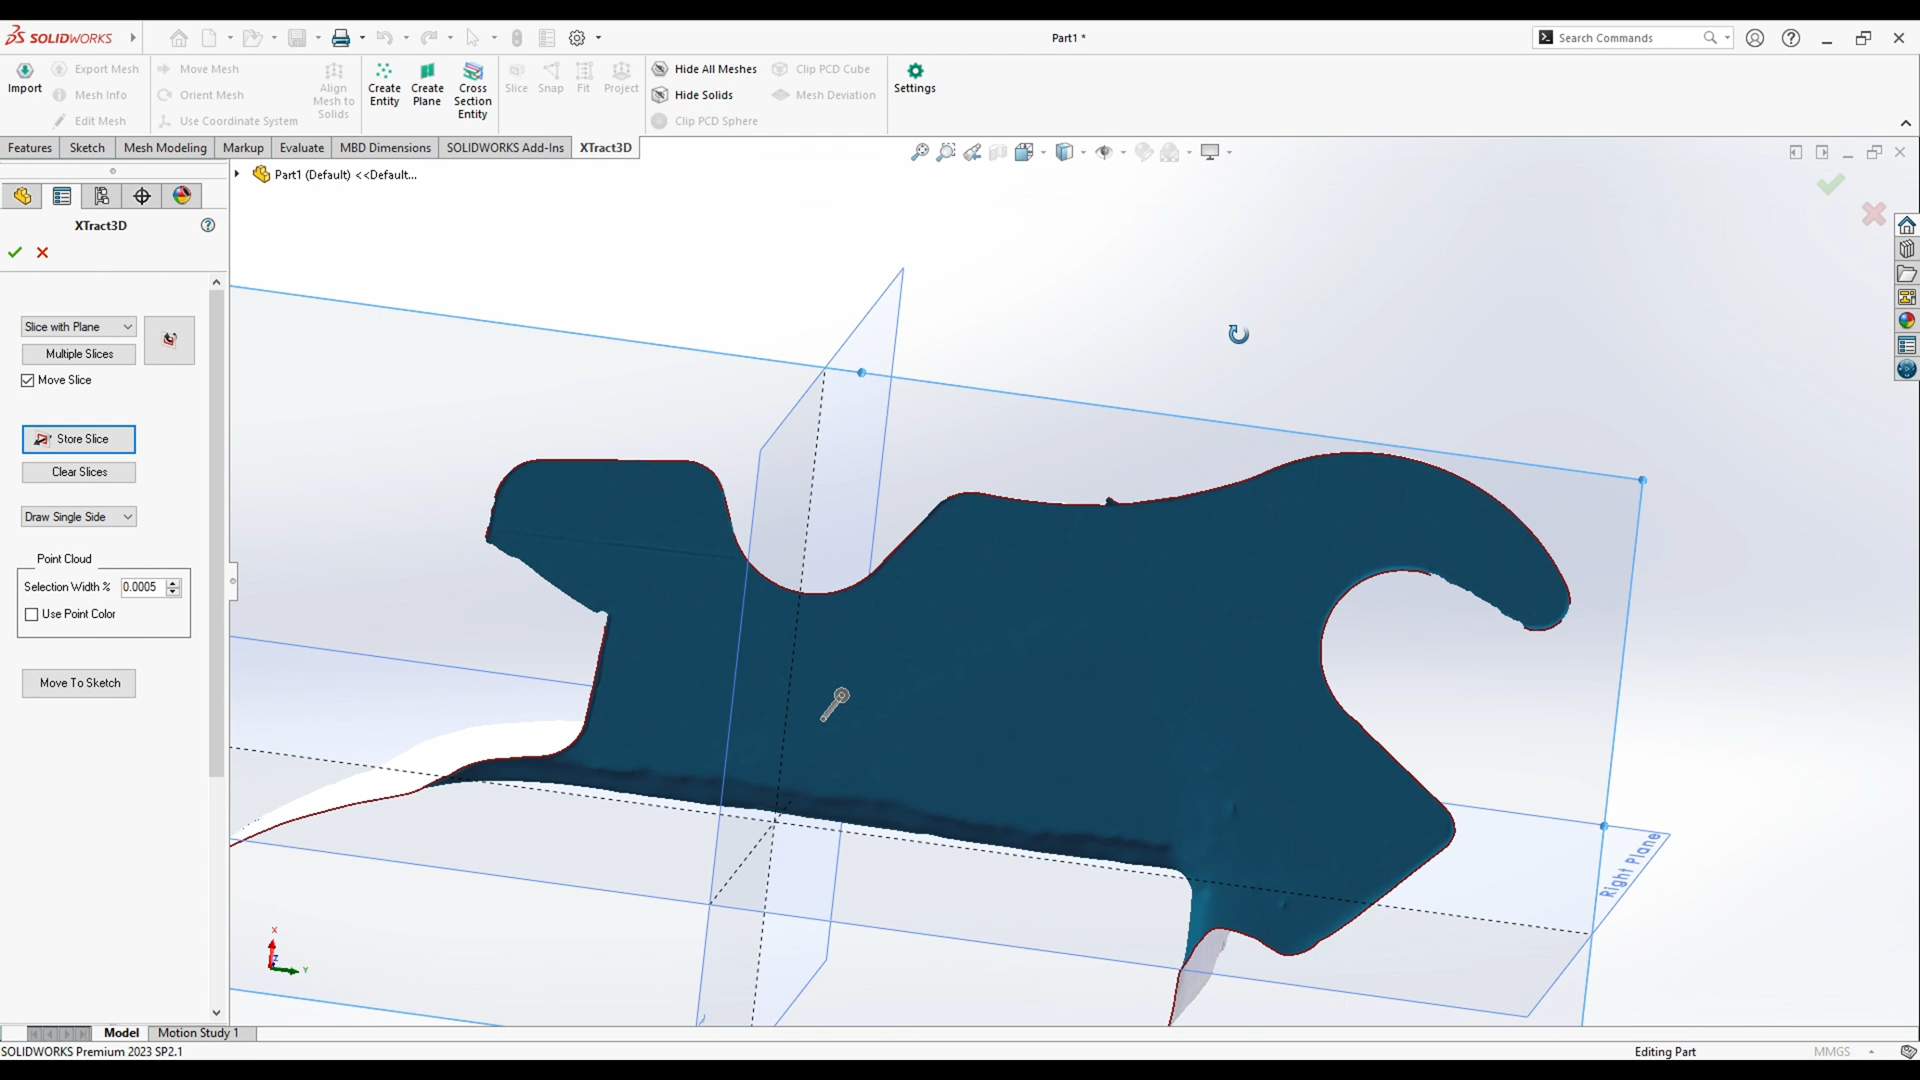 SOLIDWORKS
Part1 *
Search Commands
Import
Export Mesh
Mesh Info
Edit Mesh
Move Mesh
Orient Mesh
Use Coordinate System
Align
Mesh to
Solids
Create
Entity
Create
Plane
Cross
Section
Entity
Slice
Snap
Fit
Project
Hide All Meshes
Hide Solids
Clip PCD Sphere
Clip PCD Cube
Mesh Deviation
Settings
Features
Sketch
Mesh Modeling
Markup
Evaluate
MBD Dimensions
SOLIDWORKS Add-Ins
XTract3D
Part1 (Default) <<Default...
XTract3D
Slice with Plane
Multiple Slices
Move Slice
Store Slice
Clear Slices
Draw Single Side
Point Cloud
Selection Width %
0.0005
Use Point Color
Move To Sketch
Right Plane
X
Z
Y
Model
Motion Study 1
SOLIDWORKS Premium 2023 SP2.1
Editing Part
MMGS